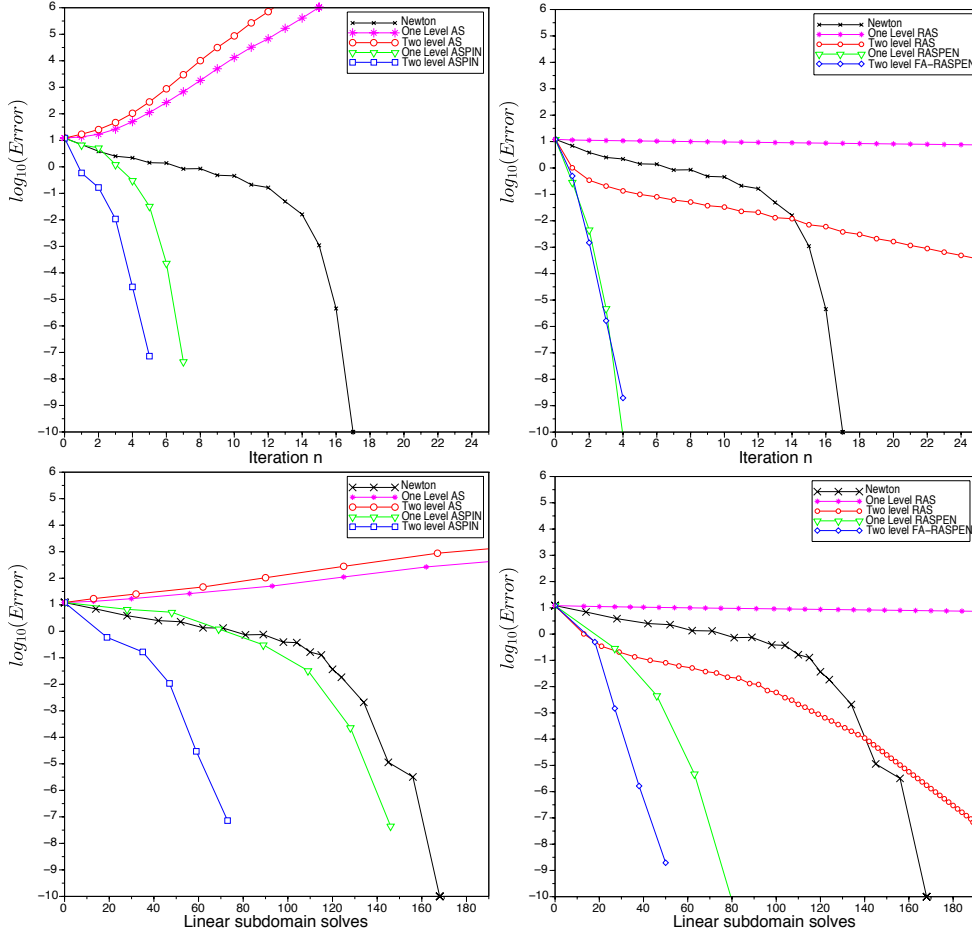 6
5
4
3
2
1
0
−1
−2
−3
−4
−5
−6
−7
−8
−9
−10
0 2 4 6 8 10 12 14 16 18 20 22 24
log10(Error)
Iteration n
Newton
One Level AS
Two level AS
One Level ASPIN
Two level ASPIN
6
5
4
3
2
1
0
−1
−2
−3
−4
−5
−6
−7
−8
−9
−10
0 2 4 6 8 10 12 14 16 18 20 22 24
log10(Error)
Iteration n
Newton
One Level RAS
Two level RAS
One Level RASPEN
Two level FA−RASPEN
6
5
4
3
2
1
0
−1
−2
−3
−4
−5
−6
−7
−8
−9
−10
0 20 40 60 80 100 120 140 160 180
log10(Error)
Linear subdomain solves
Newton
One Level AS
Two level AS
One Level ASPIN
Two level ASPIN
6
5
4
3
2
1
0
−1
−2
−3
−4
−5
−6
−7
−8
−9
−10
0 20 40 60 80 100 120 140 160 180
log10(Error)
Linear subdomain solves
Newton
One Level RAS
Two level RAS
One Level RASPEN
Two level FA−RASPEN